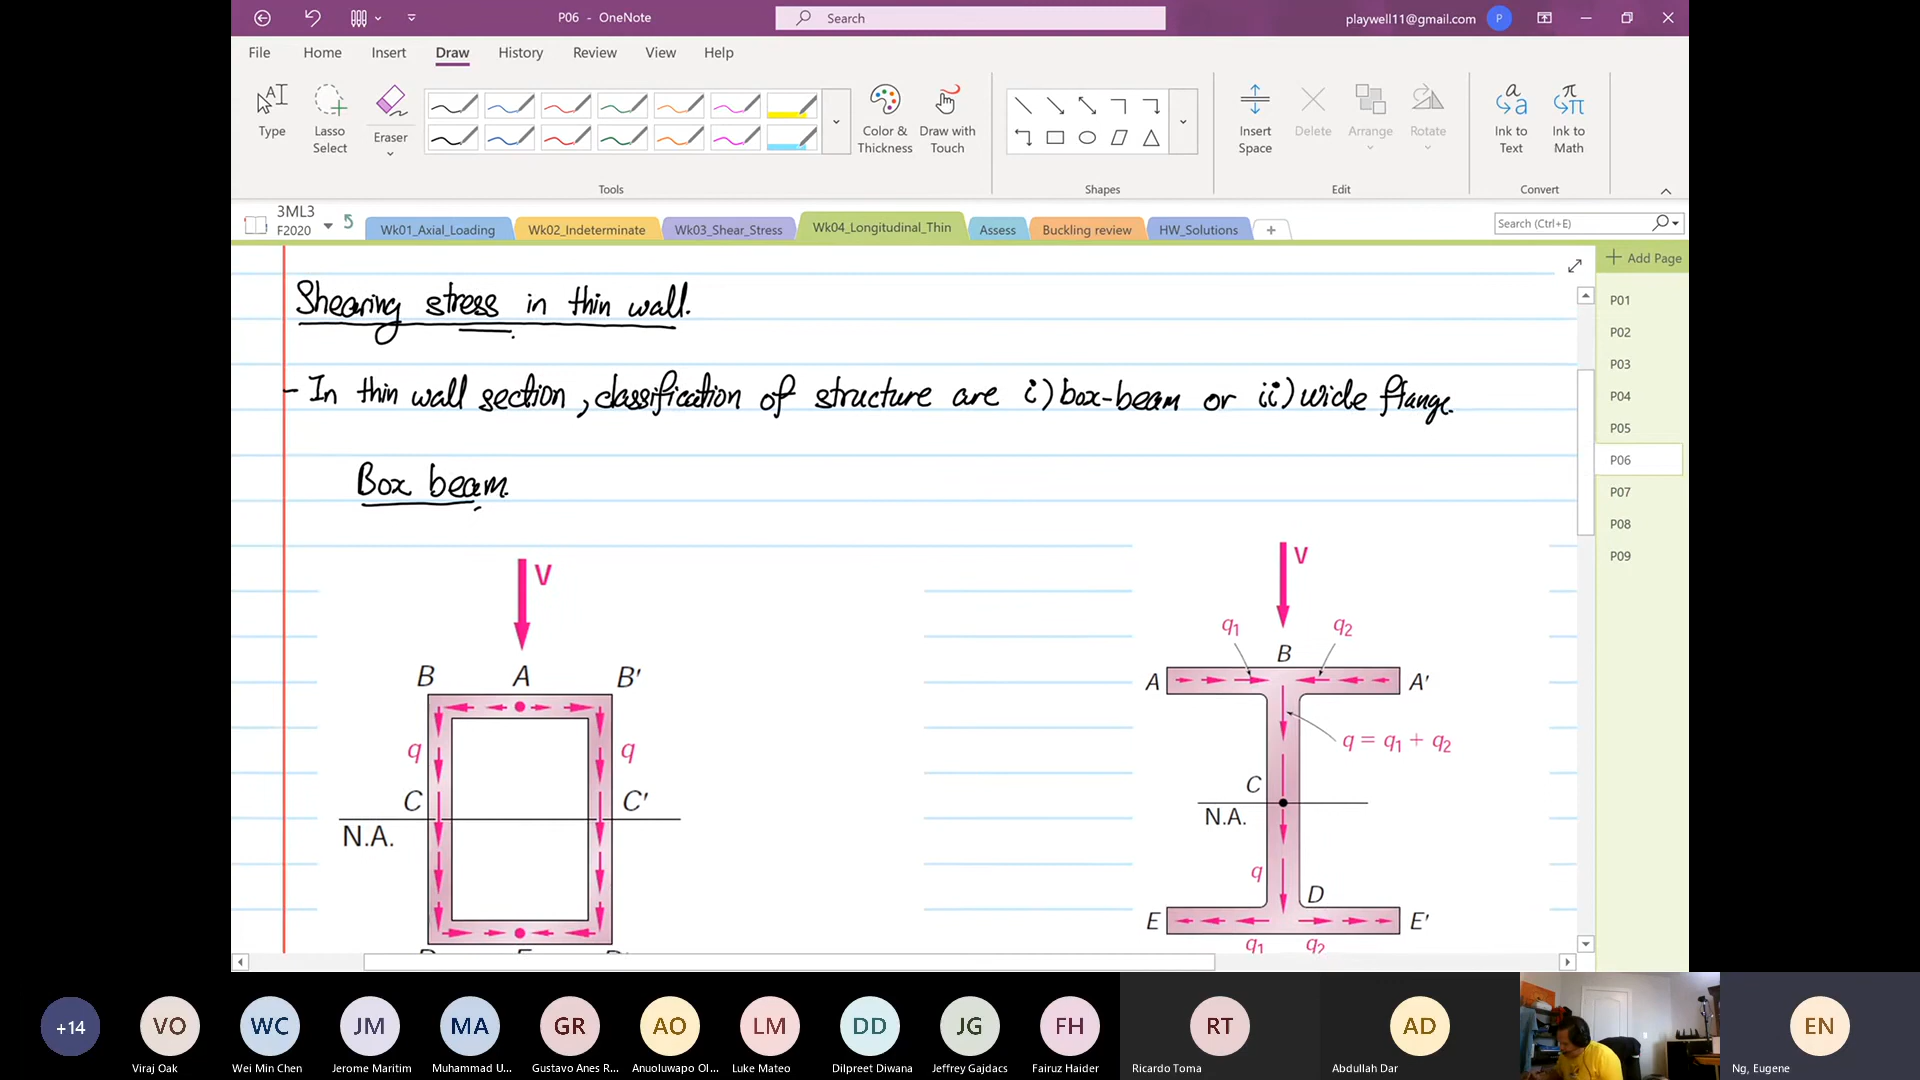 P06 - OneNote
Search
playwell11@gmail.com
P
File Home Insert Draw History Review View Help
Type
Lasso Select
Eraser
Color & Thickness
Draw with Touch
Insert Space
Delete
Arrange
Rotate
Ink to Text
Ink to Math
Tools
Shapes
Edit
Convert
3ML3 F2020
Wk01_Axial_Loading
Wk02_Indeterminate
Wk03_Shear_Stress
Wk04_Longitudinal_Thin
Assess
Buckling review
HW_Solutions
Search (Ctrl+E)
Add Page
P01
P02
P03
P04
P05
P06
P07
P08
P09
Shearing stress in thin wall.
- In thin wall section, classification of structure are i) box-beam or ii) wide flange.
Box beam
V
B A B'
q q
C C'
N.A.
V
q1 q2
B
A A'
q = q1 + q2
C
N.A.
q
D
E E'
q1 q2
+14
VO WC JM MA GR AO LM DD JG FH RT AD EN
Viraj Oak
Wei Min Chen
Jerome Maritim
Muhammad U...
Gustavo Anes R...
Anuoluwapo Ol...
Luke Mateo
Dilpreet Diwana
Jeffrey Gajdacs
Fairuz Haider
Ricardo Toma
Abdullah Dar
Ng, Eugene